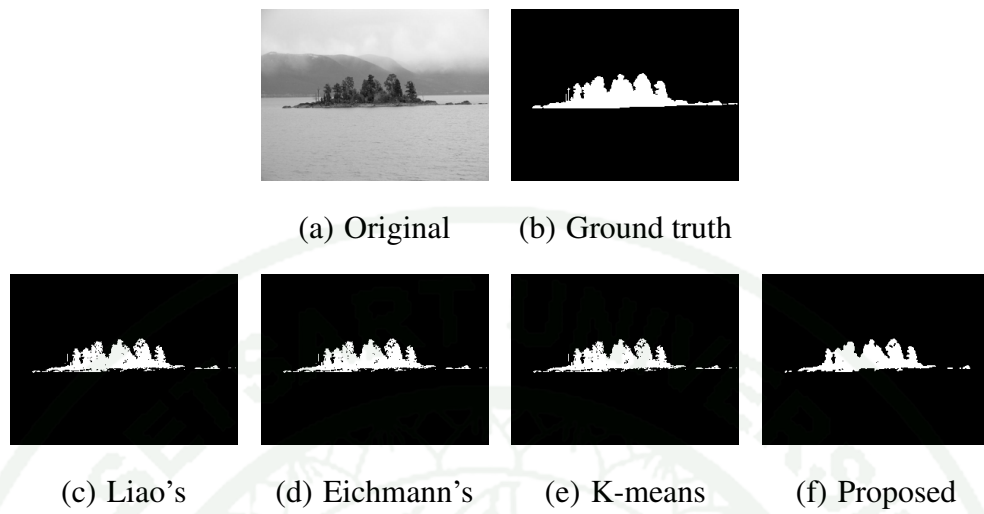 (a) Original
(b) Ground truth
(c) Liao's
(d) Eichmann's
(e) K-means
(f) Proposed